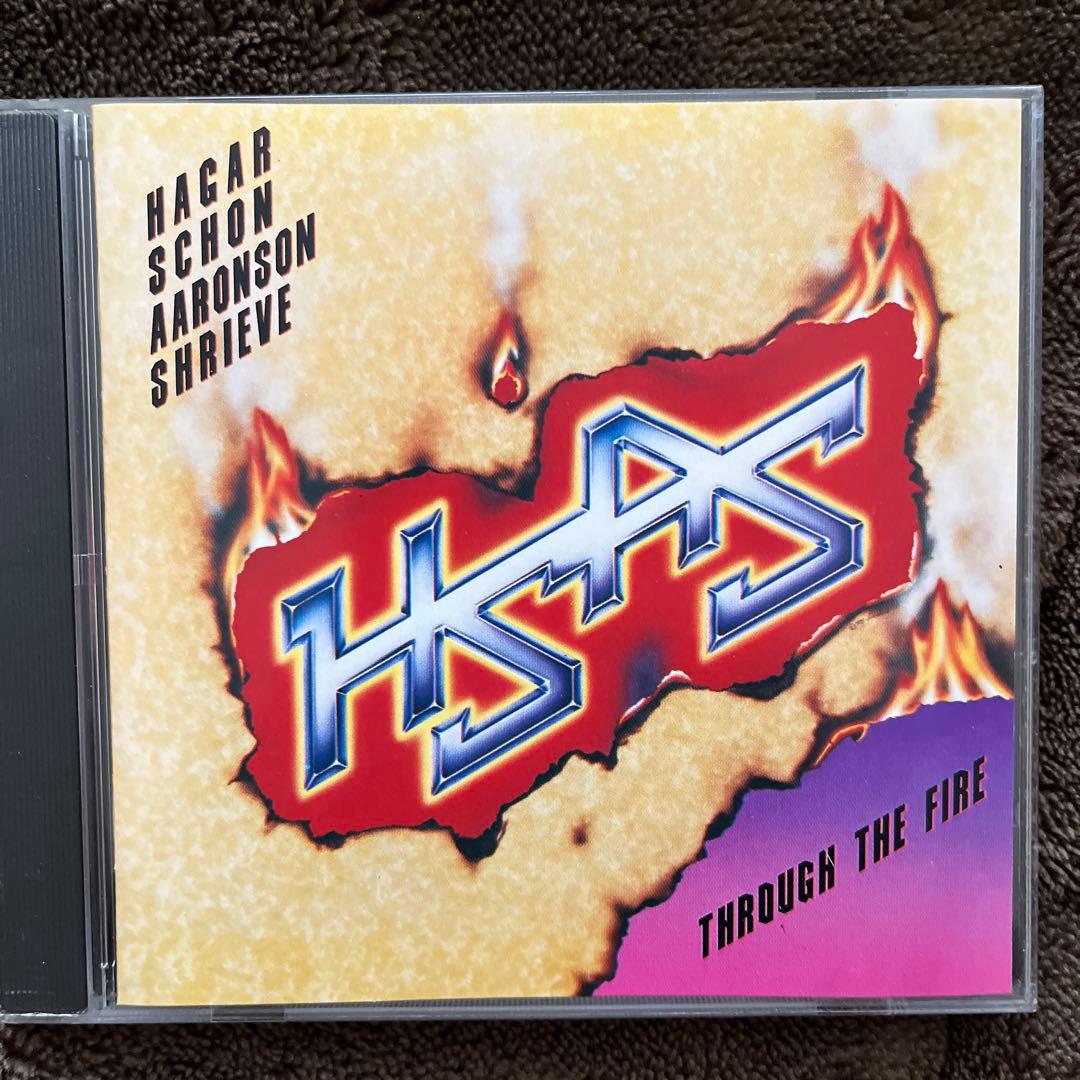 HAGAR
SCHON
AARONSON
SHRIEVE
HSAS
THROUGH THE FIRE